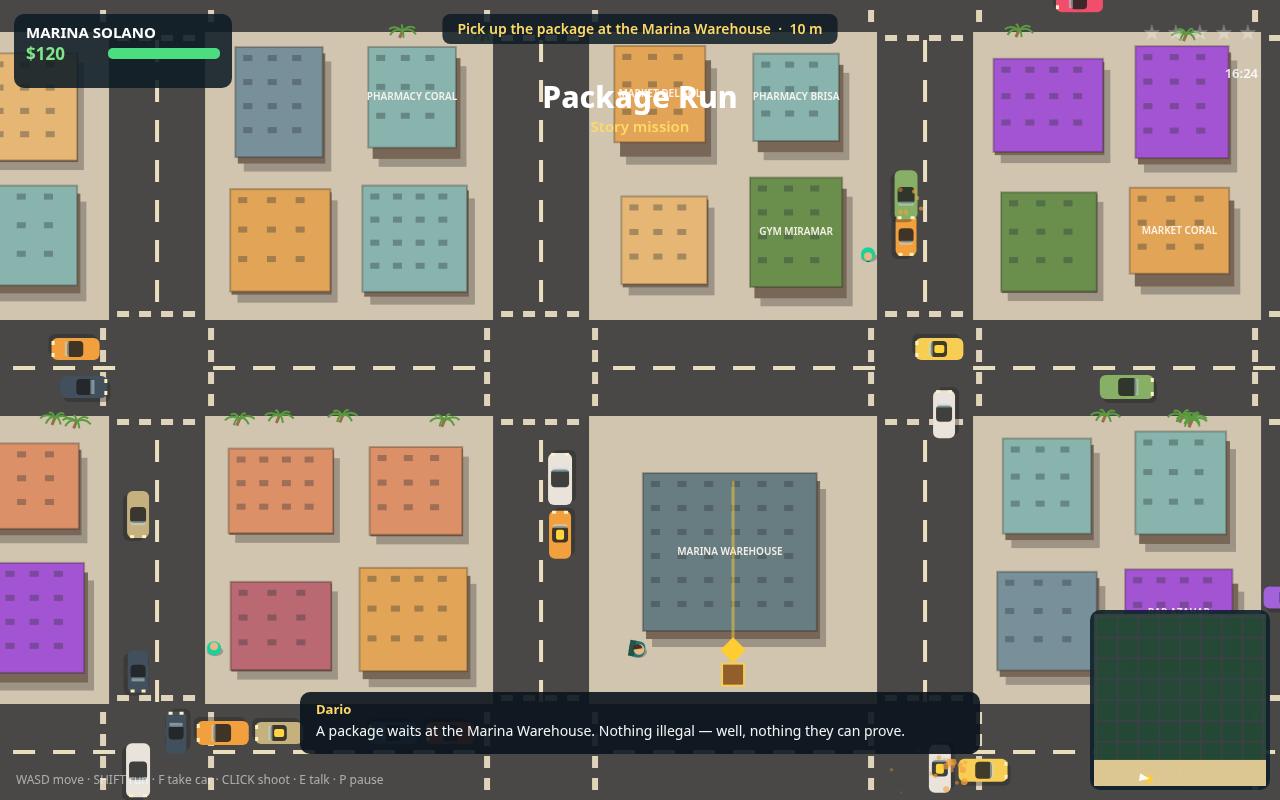 MARINA SOLANO
$120
Pick up the package at the Marina Warehouse · 10 m
16:24
Package Run
Story mission
PHARMACY CORAL
PHARMACY BRISA
GYM MIRAMAR
MARKET CORAL
MARINA WAREHOUSE
Dario
A package waits at the Marina Warehouse. Nothing illegal — well, nothing they can prove.
WASD move · SHIFT run · F take car · CLICK shoot · E talk · P pause